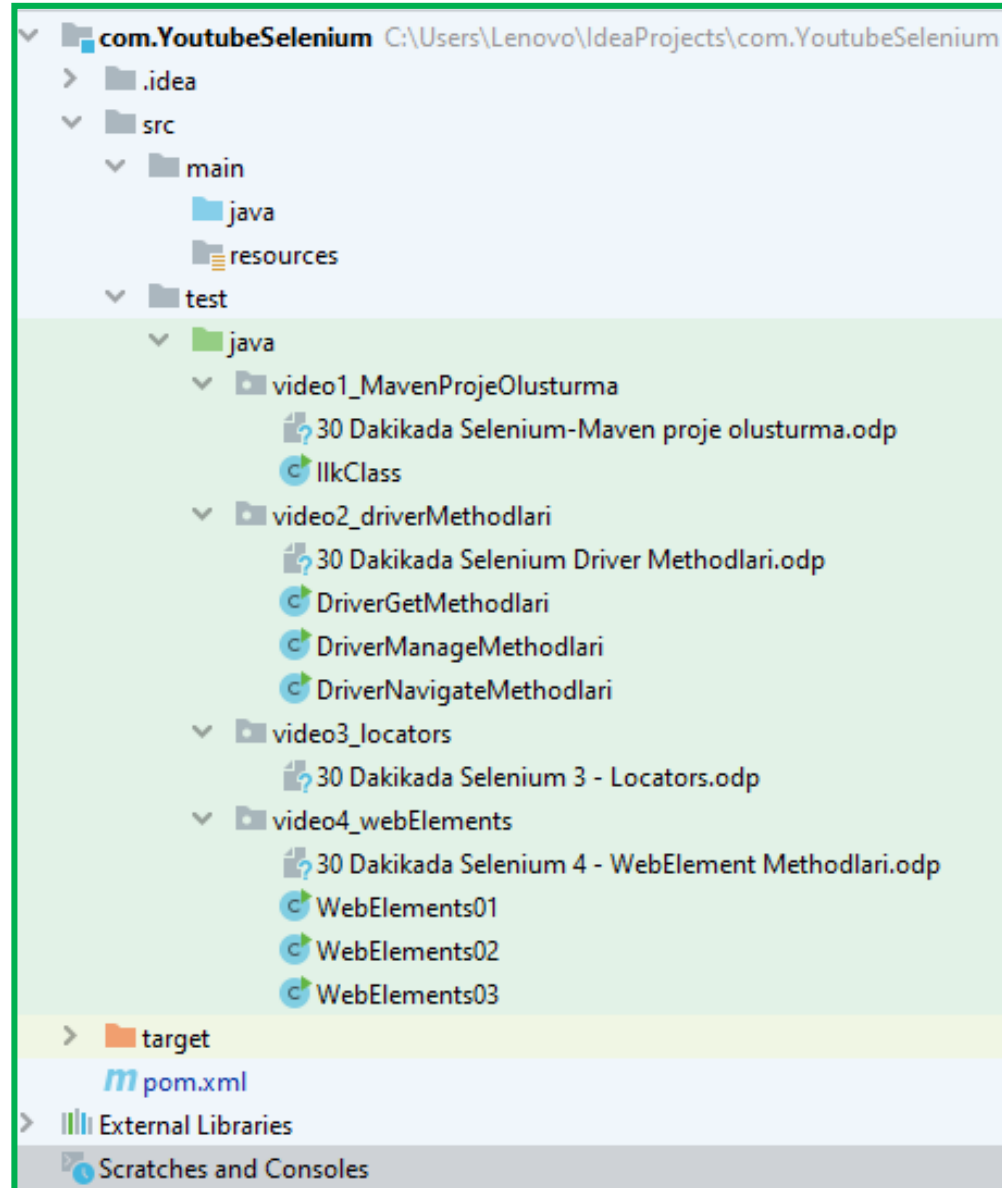 com.YoutubeSelenium C:\Users\Lenovo\IdeaProjects\com.YoutubeSelenium
.idea
src
main
java
resources
test
java
video1_MavenProjeOlusturma
30 Dakikada Selenium-Maven proje olusturma.odp
IlkClass
video2_driverMethodlari
30 Dakikada Selenium Driver Methodlari.odp
DriverGetMethodlari
DriverManageMethodlari
DriverNavigateMethodlari
video3_locators
30 Dakikada Selenium 3 - Locators.odp
video4_webElements
30 Dakikada Selenium 4 - WebElement Methodlari.odp
WebElements01
WebElements02
WebElements03
target
pom.xml
External Libraries
Scratches and Consoles